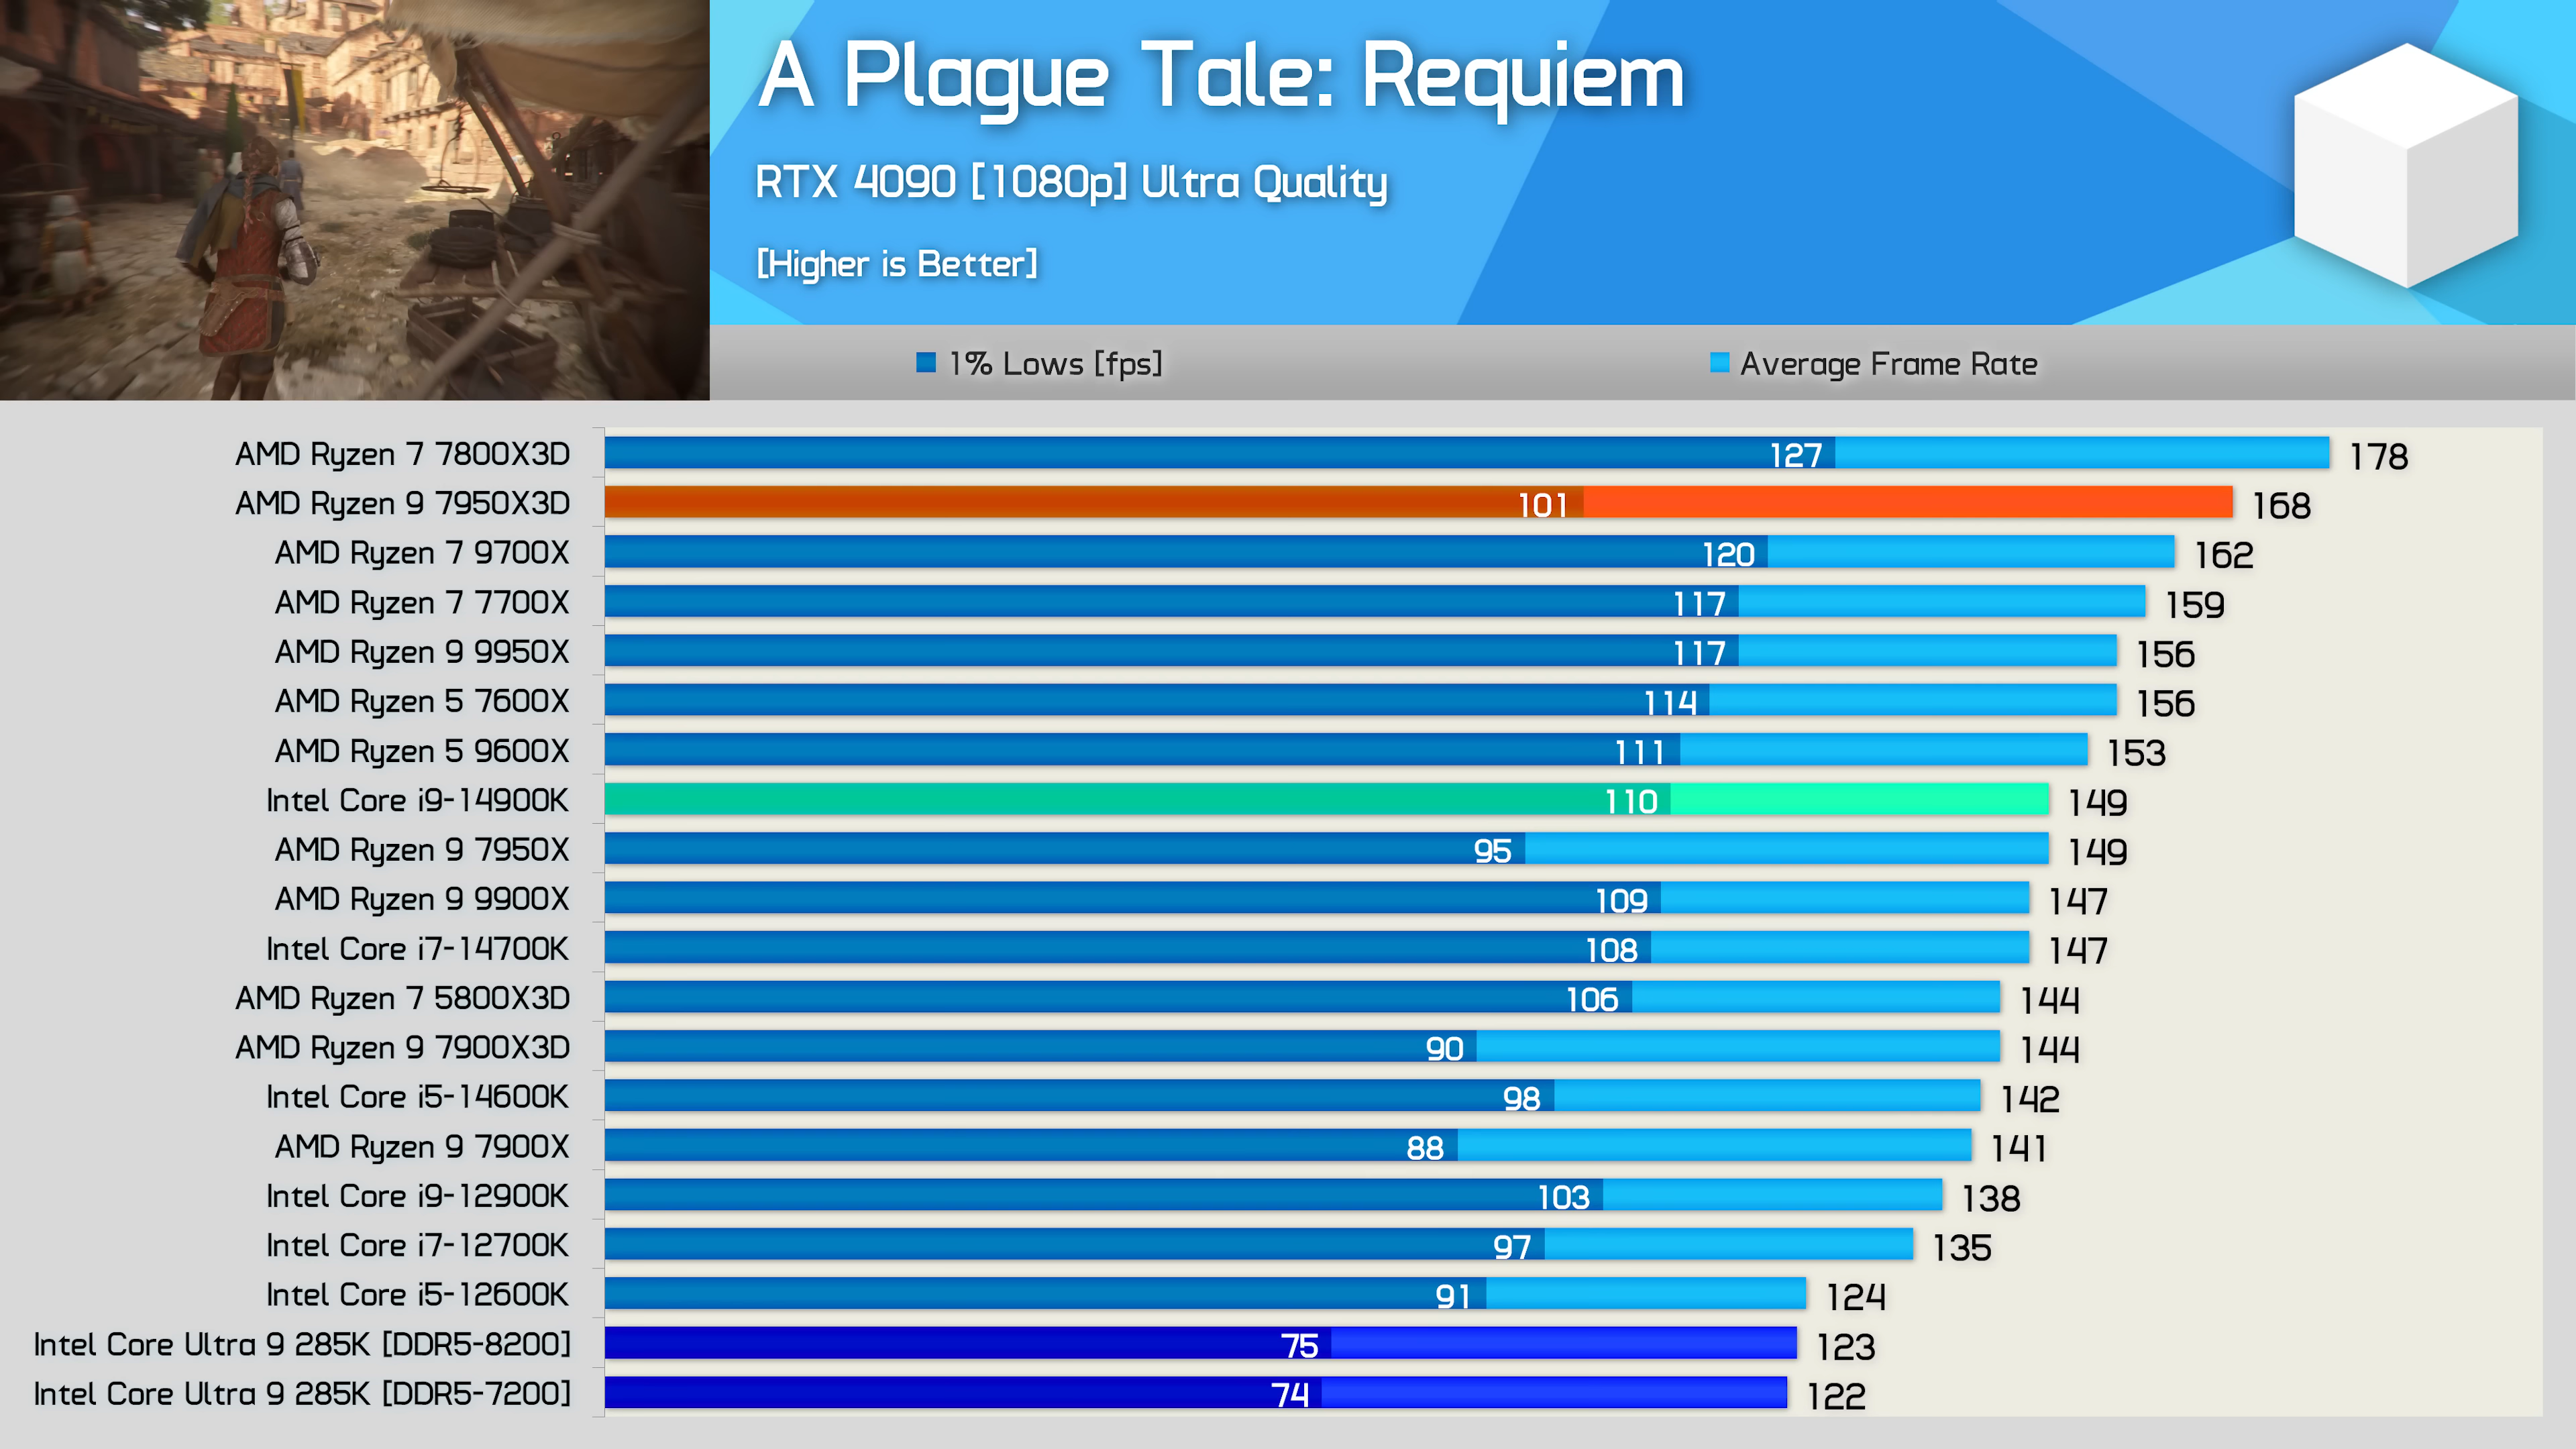 A Plague Tale: Requiem
RTX 4090 [1080p] Ultra Quality
[Higher is Better]
1% Lows [fps] Average Frame Rate
AMD Ryzen 7 7800X3D 127 178
AMD Ryzen 9 7950X3D 101 168
AMD Ryzen 7 9700X 120 162
AMD Ryzen 7 7700X 117 159
AMD Ryzen 9 9950X 117 156
AMD Ryzen 5 7600X 114 156
AMD Ryzen 5 9600X 111 153
Intel Core i9-14900K 110 149
AMD Ryzen 9 7950X 95 149
AMD Ryzen 9 9900X 109 147
Intel Core i7-14700K 108 147
AMD Ryzen 7 5800X3D 106 144
AMD Ryzen 9 7900X3D 90 144
Intel Core i5-14600K 98 142
AMD Ryzen 9 7900X 88 141
Intel Core i9-12900K 103 138
Intel Core i7-12700K 97 135
Intel Core i5-12600K 91 124
Intel Core Ultra 9 285K [DDR5-8200] 75 123
Intel Core Ultra 9 285K [DDR5-7200] 74 122